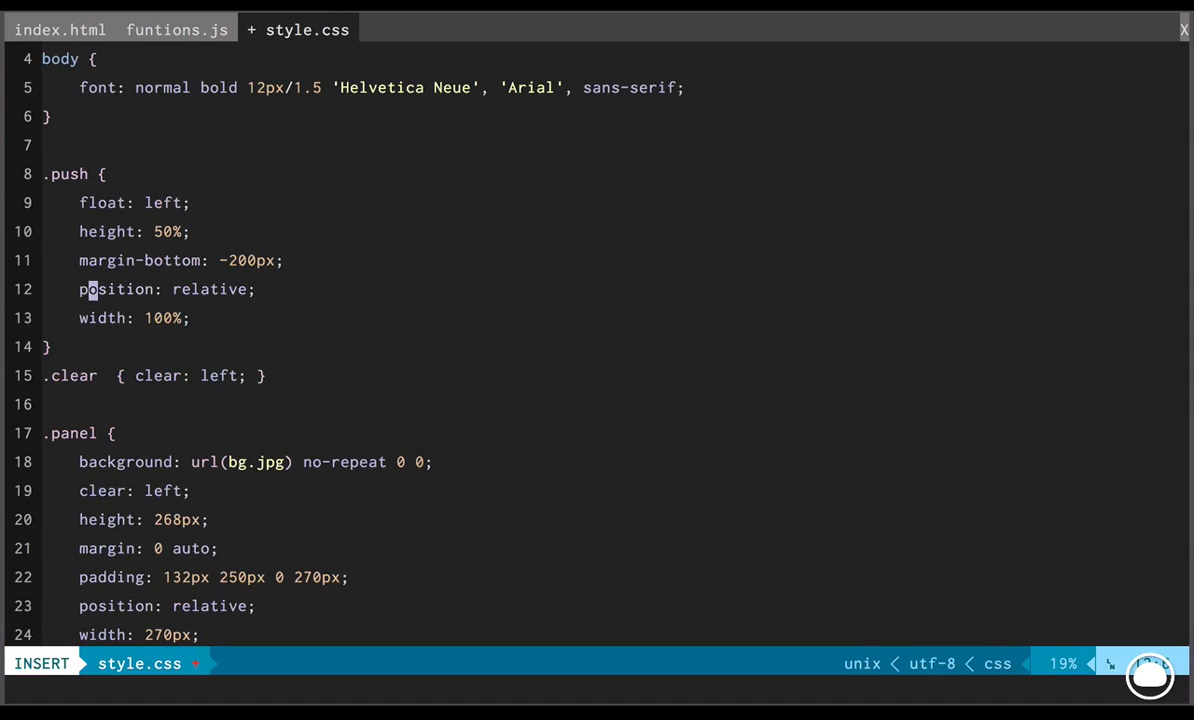 index.html funtions.js + style.css X
4 body {
5 font: normal bold 12px/1.5 'Helvetica Neue', 'Arial', sans-serif;
6 }
7
8 .push {
9 float: left;
10 height: 50%;
11 margin-bottom: -200px;
12 position: relative;
13 width: 100%;
14 }
15 .clear { clear: left; }
16
17 .panel {
18 background: url(bg.jpg) no-repeat 0 0;
19 clear: left;
20 height: 268px;
21 margin: 0 auto;
22 padding: 132px 250px 0 270px;
23 position: relative;
24 width: 270px;
INSERT style.css + unix < utf-8 < css 19%